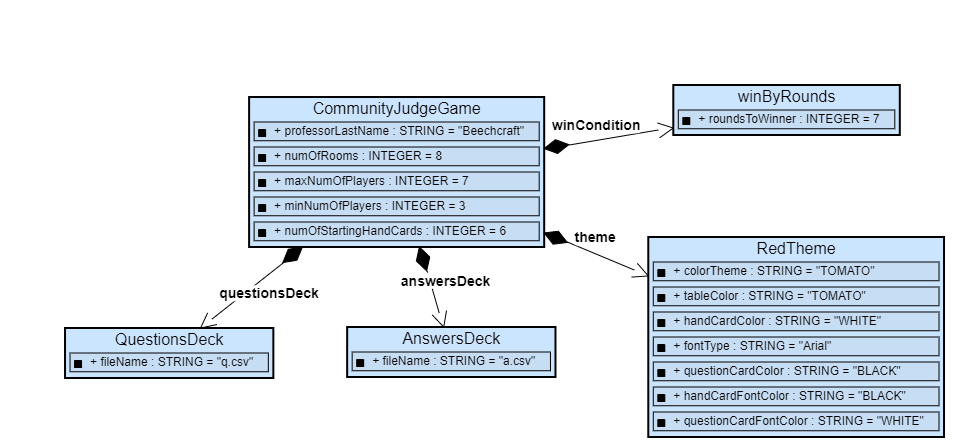 CommunityJudgeGame
+ professorLastName : STRING = "Beechcraft"
+ numOfRooms : INTEGER = 8
+ maxNumOfPlayers : INTEGER = 7
+ minNumOfPlayers : INTEGER = 3
+ numOfStartingHandCards : INTEGER = 6
winCondition
winByRounds
+ roundsToWinner : INTEGER = 7
theme
RedTheme
+ colorTheme : STRING = "TOMATO"
+ tableColor : STRING = "TOMATO"
+ handCardColor : STRING = "WHITE"
+ fontType : STRING = "Arial"
+ questionCardColor : STRING = "BLACK"
+ handCardFontColor : STRING = "BLACK"
+ questionCardFontColor : STRING = "WHITE"
questionsDeck
QuestionsDeck
+ fileName : STRING = "q.csv"
answersDeck
AnswersDeck
+ fileName : STRING = "a.csv"